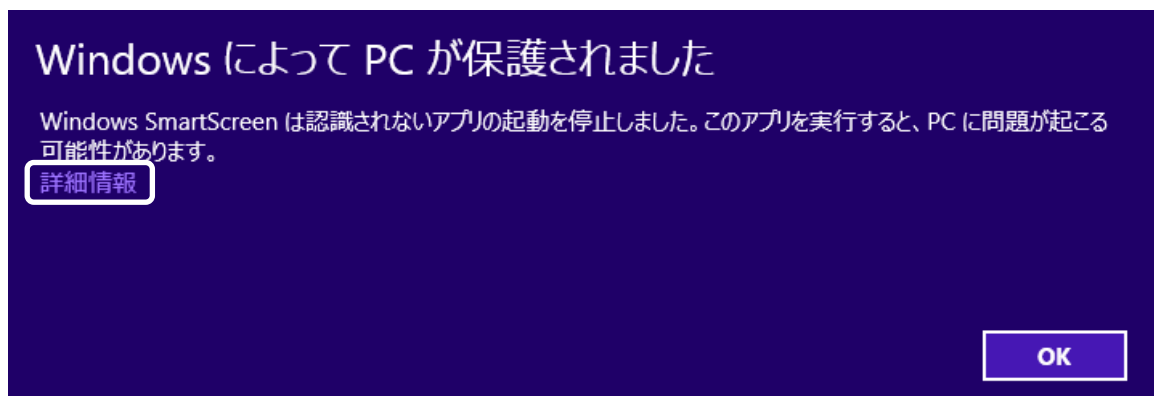 Windows によって PC が保護されました
Windows SmartScreen は認識されないアプリの起動を停止しました。このアプリを実行すると、PC に問題が起こる
可能性があります。
詳細情報
OK